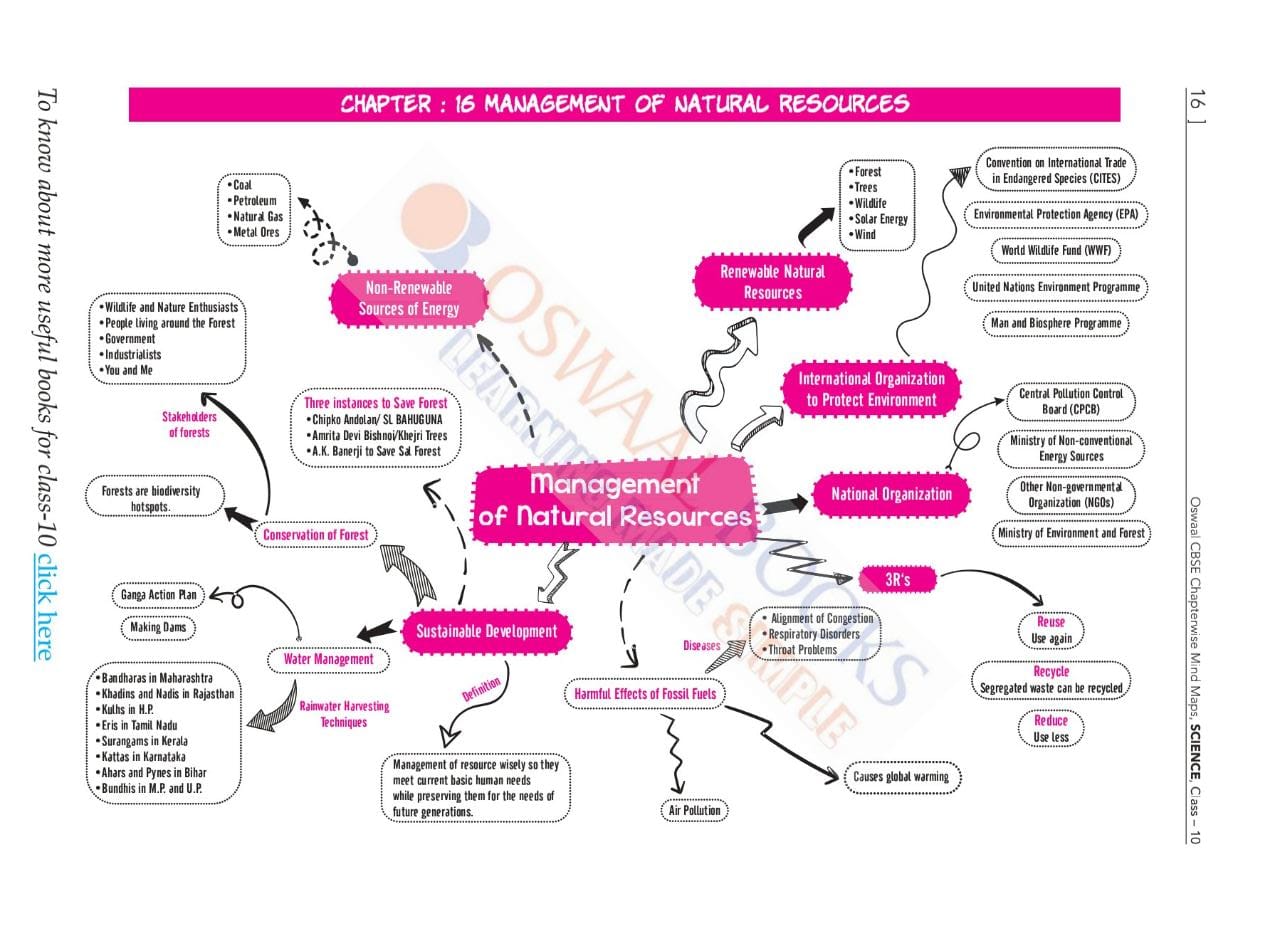 CHAPTER : 16 MANAGEMENT OF NATURAL RESOURCES
16 ]
Oswaal CBSE Chapterwise Mind Maps, SCIENCE, Class – 10
To know about more useful books for class-10 click here
OSWAAL BOOKS
LEARNING MADE SIMPLE
Management
of Natural Resources
Non-Renewable
Sources of Energy
• Coal
• Petroleum
• Natural Gas
• Metal Ores
Renewable Natural
Resources
• Forest
• Trees
• Wildlife
• Solar Energy
• Wind
International Organization
to Protect Environment
Convention on International Trade
in Endangered Species (CITES)
Environmental Protection Agency (EPA)
World Wildlife Fund (WWF)
United Nations Environment Programme
Man and Biosphere Programme
National Organization
Central Pollution Control
Board (CPCB)
Ministry of Non-conventional
Energy Sources
Other Non-governmental
Organization (NGOs)
Ministry of Environment and Forest
3R's
Reuse
Use again
Recycle
Segregated waste can be recycled
Reduce
Use less
Harmful Effects of Fossil Fuels
Diseases
• Alignment of Congestion
• Respiratory Disorders
• Throat Problems
Causes global warming
Air Pollution
Sustainable Development
Definition
Management of resource wisely so they
meet current basic human needs
while preserving them for the needs of
future generations.
Three instances to Save Forest
• Chipko Andolan/ SL BAHUGUNA
• Amrita Devi Bishnoi/Khejri Trees
• A.K. Banerji to Save Sal Forest
Conservation of Forest
Stakeholders
of forests
• Wildlife and Nature Enthusiasts
• People living around the Forest
• Government
• Industrialists
• You and Me
Forests are biodiversity
hotspots.
Water Management
Ganga Action Plan
Making Dams
Rainwater Harvesting
Techniques
• Bandharas in Maharashtra
• Khadins and Nadis in Rajasthan
• Kulhs in H.P.
• Eris in Tamil Nadu
• Surangams in Kerala
• Kattas in Karnataka
• Ahars and Pynes in Bihar
• Bundhis in M.P. and U.P.